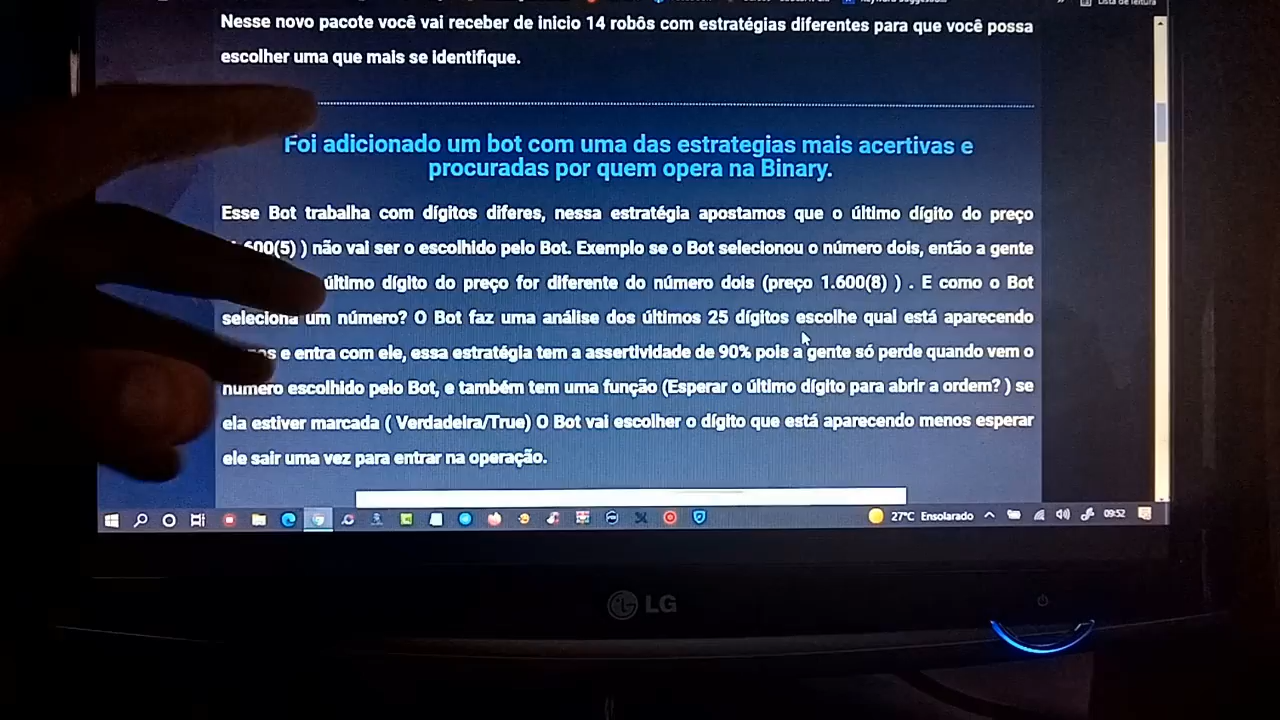 Lista de leitura
Nesse novo pacote você vai receber de inicio 14 robôs com estratégias diferentes para que você possa
escolher uma que mais se identifique.
Foi adicionado um bot com uma das estrategias mais acertivas e
procuradas por quem opera na Binary.
Esse Bot trabalha com dígitos diferes, nessa estratégia apostamos que o último dígito do preço
.600(5) ) não vai ser o escolhido pelo Bot. Exemplo se o Bot selecionou o número dois, então a gente
último dígito do preço for diferente do número dois (preço 1.600(8) ) . E como o Bot
seleciona um número? O Bot faz uma análise dos últimos 25 dígitos escolhe qual está aparecendo
e entra com ele, essa estratégia tem a assertividade de 90% pois a gente só perde quando vem o
número escolhido pelo Bot, e também tem uma função (Esperar o último dígito para abrir a ordem? ) se
ela estiver marcada ( Verdadeira/True) O Bot vai escolher o dígito que está aparecendo menos esperar
ele sair uma vez para entrar na operação.
27°C Ensolarado
09:52
LG